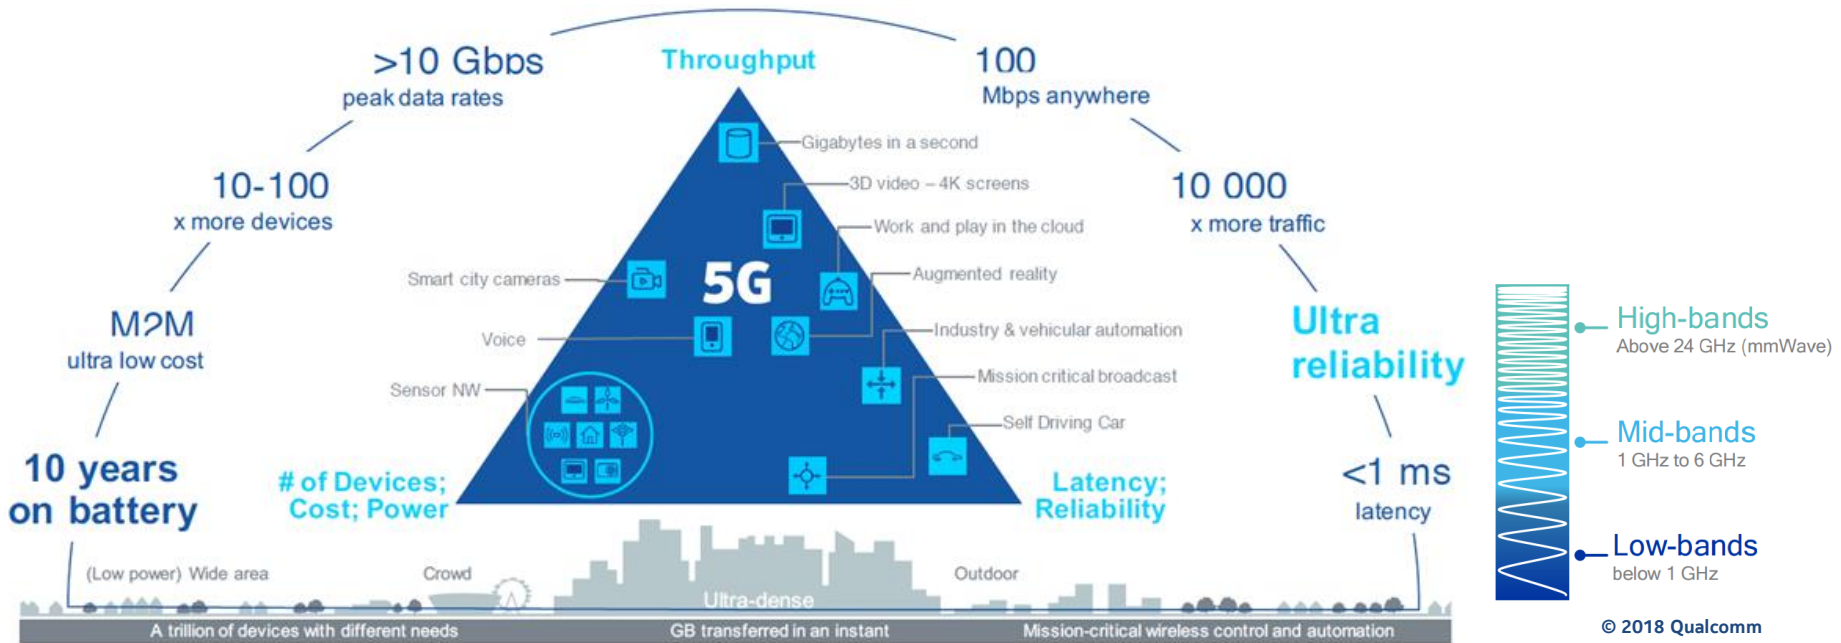 >10 Gbps
peak data rates
Throughput
100
Mbps anywhere
Gigabytes in a second
10-100
x more devices
3D video – 4K screens
10 000
x more traffic
Work and play in the cloud
Smart city cameras
5G
Augmented reality
M2M
ultra low cost
Voice
Industry & vehicular automation
Ultra
reliability
Sensor NW
Mission critical broadcast
Self Driving Car
10 years
on battery
# of Devices;
Cost; Power
Latency;
Reliability
<1 ms
latency
(Low power) Wide area
Crowd
Ultra-dense
Outdoor
A trillion of devices with different needs
GB transferred in an instant
Mission-critical wireless control and automation
High-bands
Above 24 GHz (mmWave)
Mid-bands
1 GHz to 6 GHz
Low-bands
below 1 GHz
© 2018 Qualcomm